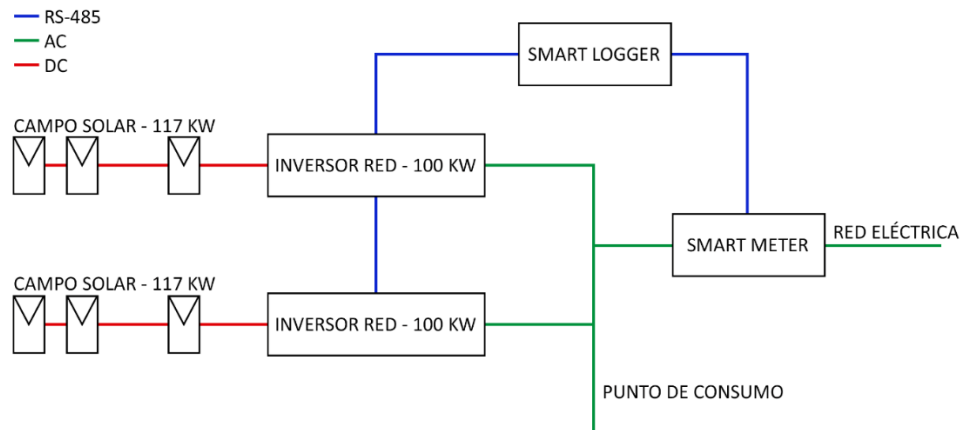 RS-485
AC
DC
SMART LOGGER
CAMPO SOLAR - 117 KW
INVERSOR RED - 100 KW
SMART METER
RED ELÉCTRICA
CAMPO SOLAR - 117 KW
INVERSOR RED - 100 KW
PUNTO DE CONSUMO